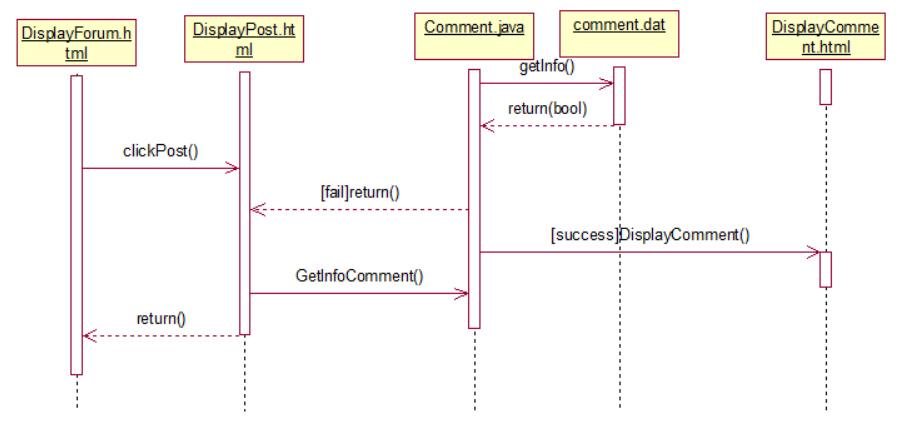 DisplayForum.h
tml
DisplayPost.ht
ml
Comment.java
comment.dat
DisplayComme
nt.html
getInfo()
return(bool)
clickPost()
[fail]return()
[success]DisplayComment()
GetInfoComment()
return()